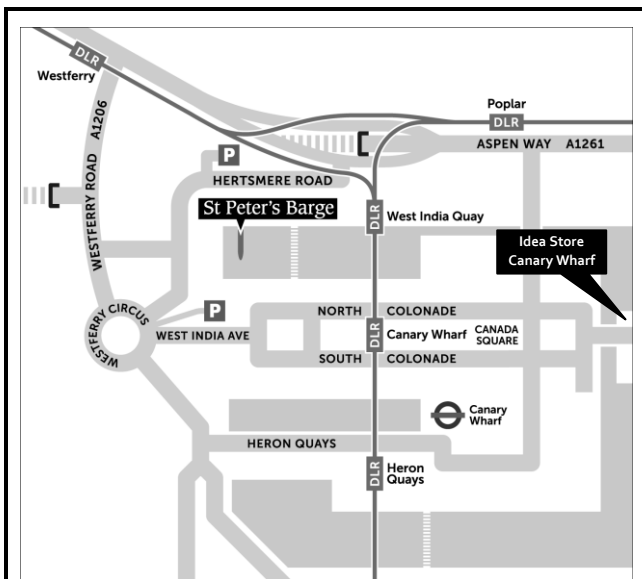 DLR
Westferry
Poplar
DLR
A1206
WESTFERRY ROAD
ASPEN WAY A1261
P
HERTSMERE ROAD
St Peter's Barge
DLR
West India Quay
Idea Store
Canary Wharf
P
NORTH COLONADE
WESTFERRY CIRCUS
WEST INDIA AVE
DLR
Canary Wharf
CANADA
SQUARE
SOUTH COLONADE
Canary
Wharf
HERON QUAYS
DLR
Heron
Quays